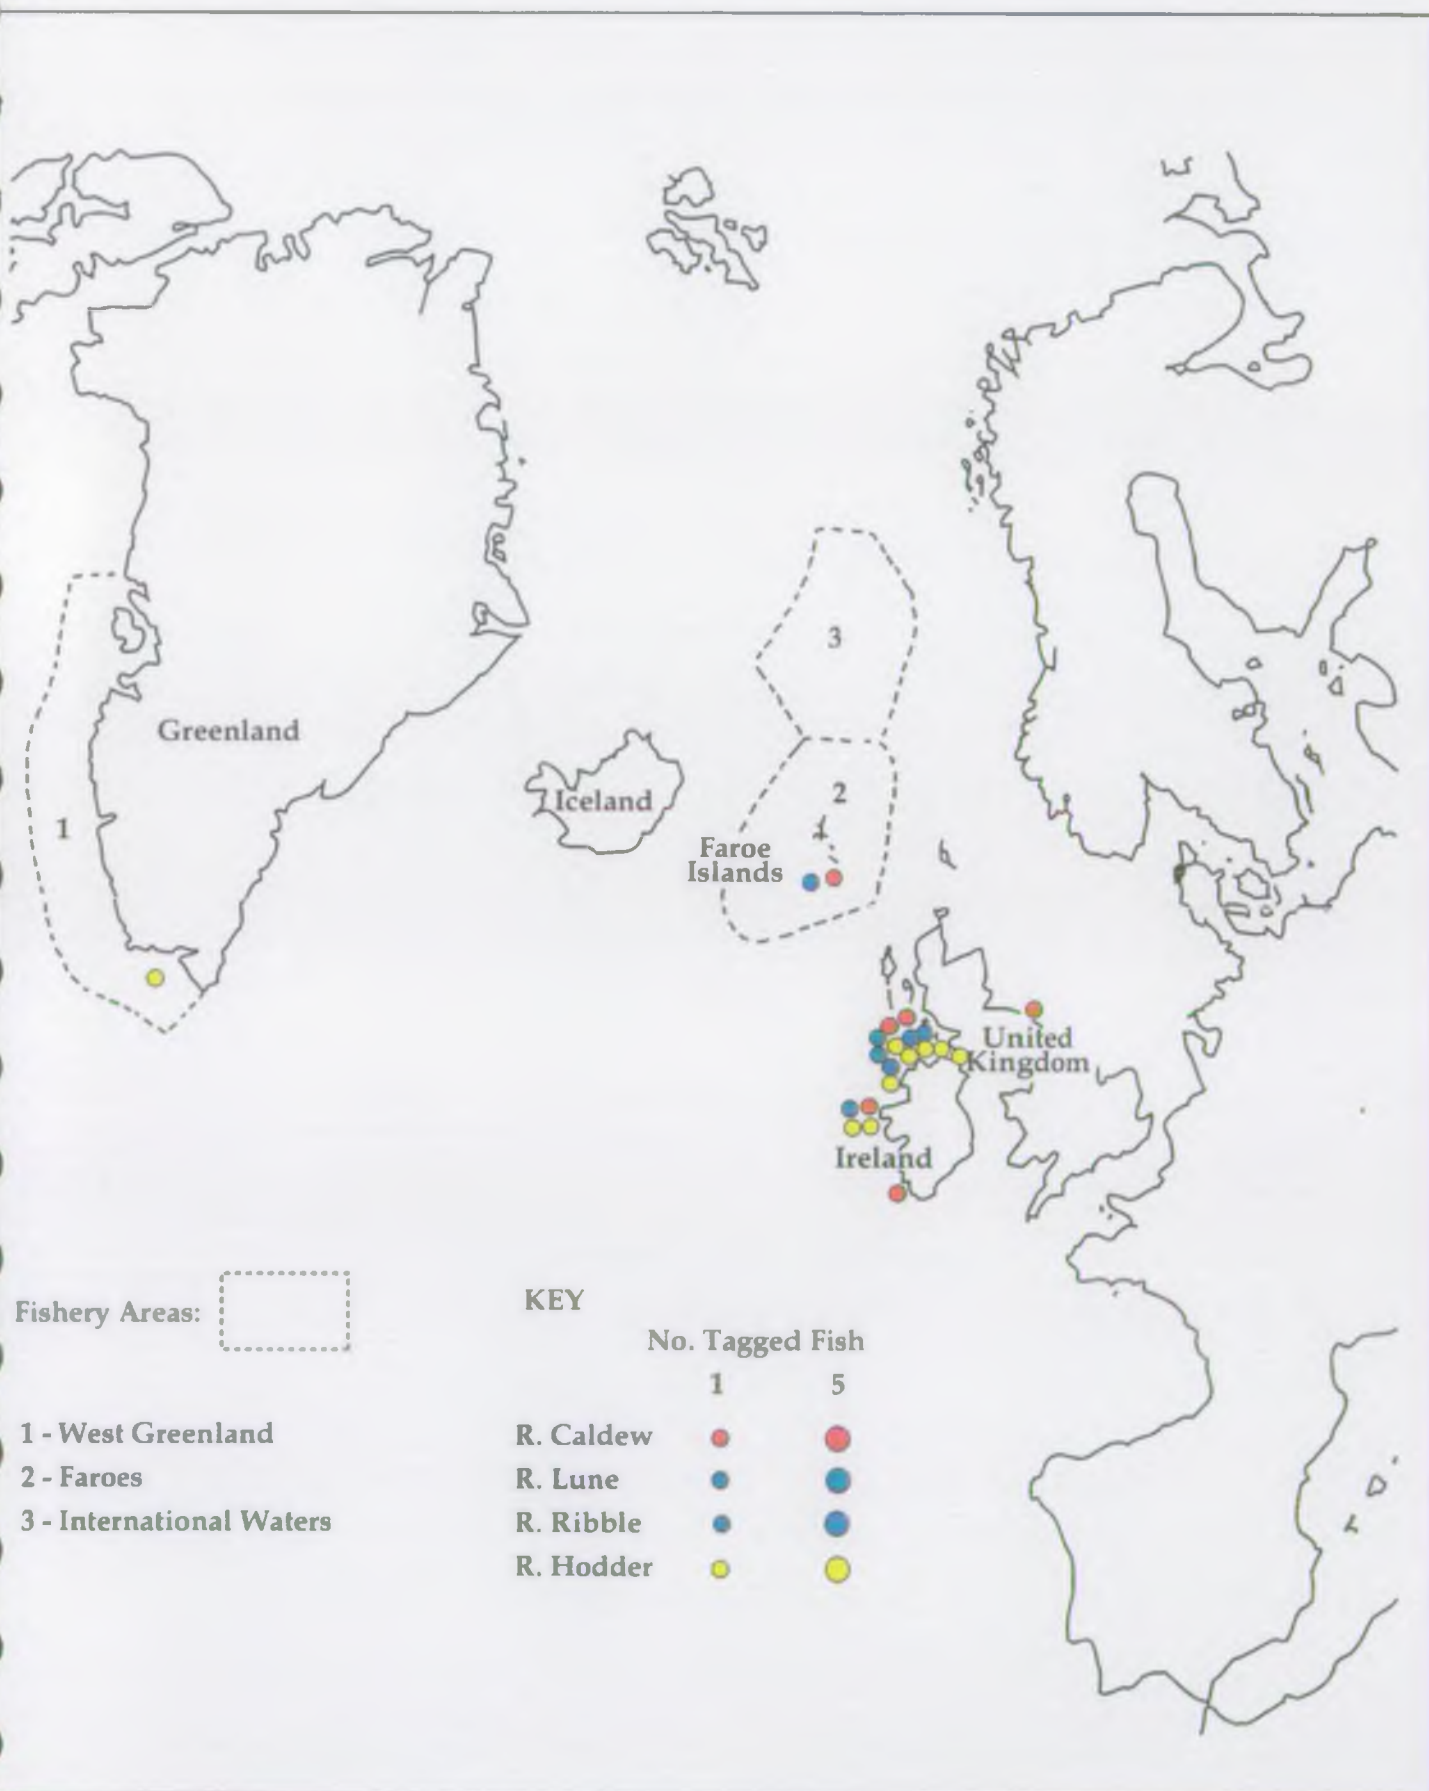 3
Greenland
2
Iceland
1
Faroe
Islands
United
Kingdom
Ireland
Fishery Areas:
KEY
No. Tagged Fish
1 5
1 - West Greenland
2 - Faroes
3 - International Waters
R. Caldew
R. Lune
R. Ribble
R. Hodder